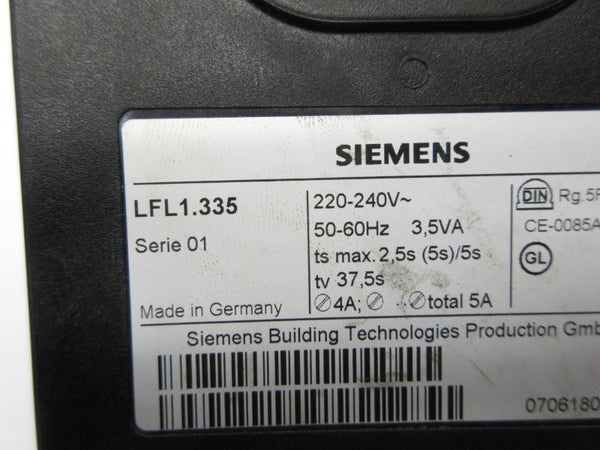 SIEMENS
LFL1.335
Serie 01
Made in Germany
220-240V~
50-60Hz 3,5VA
ts max. 2,5s (5s)/5s
tv 37,5s
∅4A; ∅ ..∅total 5A
DIN Rg.5F
CE-0085A
GL
Siemens Building Technologies Production Gmb
0706180